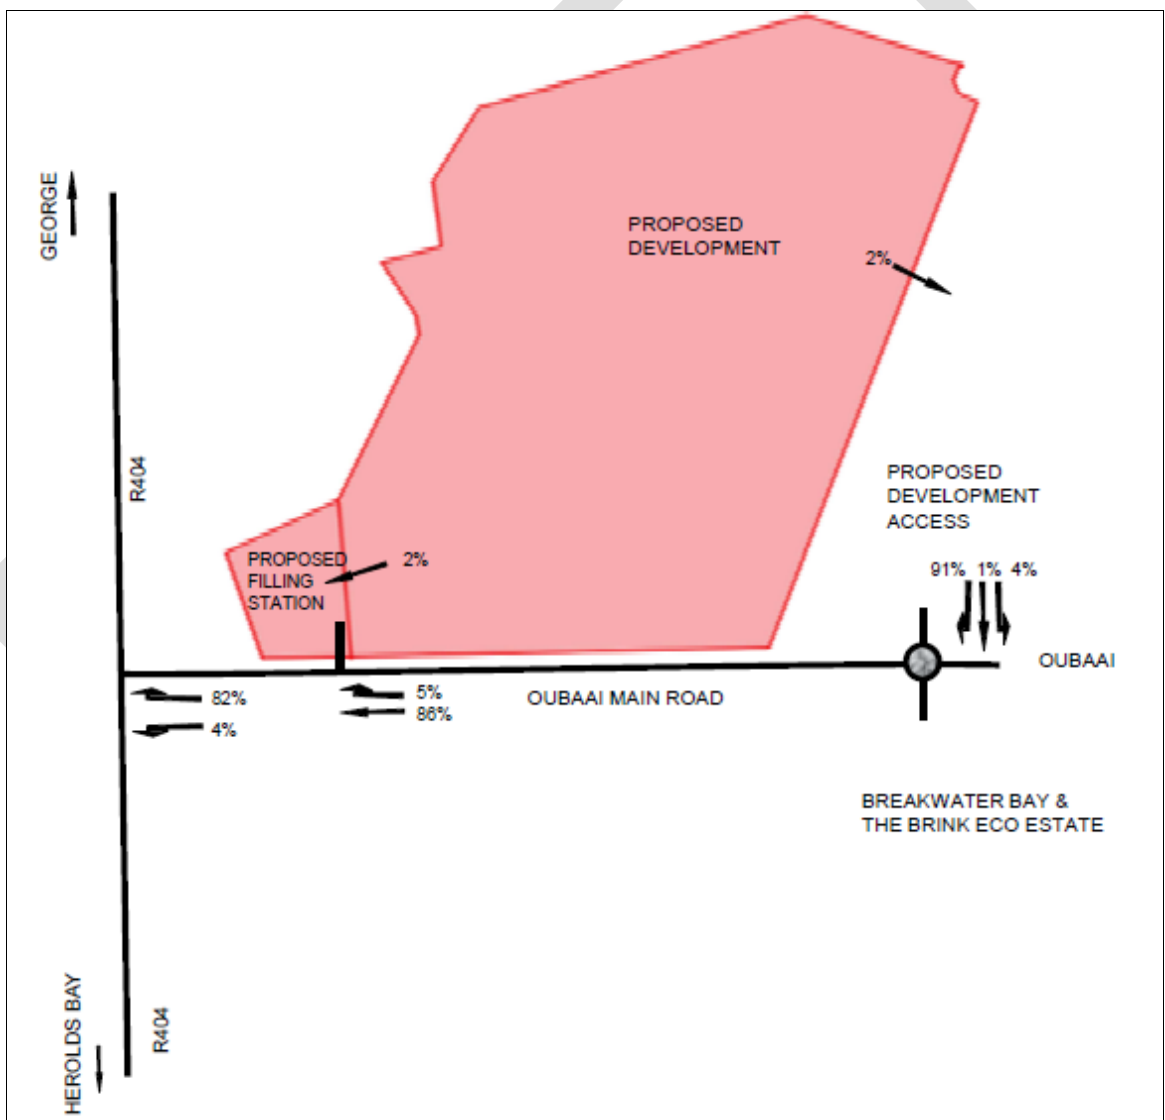 GEORGE
PROPOSED
DEVELOPMENT
2%
R404
PROPOSED
DEVELOPMENT
ACCESS
PROPOSED
FILLING
STATION
2%
91% 1% 4%
OUBAAI
82%
4%
5%
86%
OUBAAI MAIN ROAD
BREAKWATER BAY &
THE BRINK ECO ESTATE
HEROLDS BAY
R404